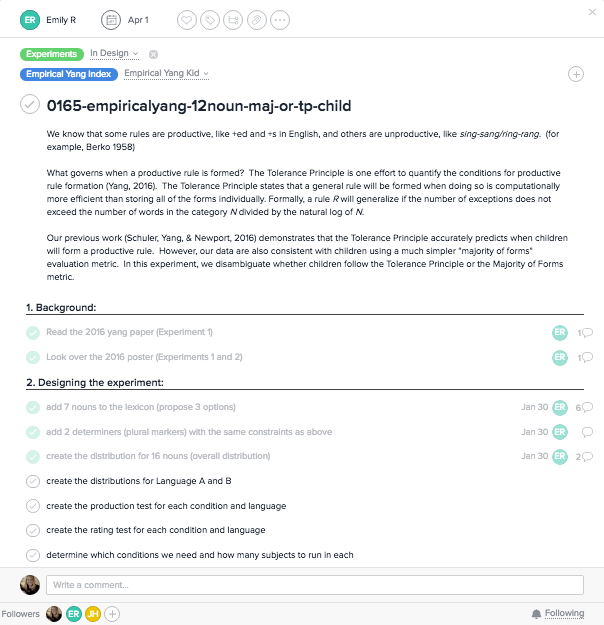 ER Emily R Apr 1
Experiments In Design
Empirical Yang Index Empirical Yang Kid
0165-empiricalyang-12noun-maj-or-tp-child
We know that some rules are productive, like +ed and +s in English, and others are unproductive, like sing-sang/ring-rang. (for
example, Berko 1958)
What governs when a productive rule is formed? The Tolerance Principle is one effort to quantify the conditions for productive
rule formation (Yang, 2016). The Tolerance Principle states that a general rule will be formed when doing so is computationally
more efficient than storing all of the forms individually. Formally, a rule R will generalize if the number of exceptions does not
exceed the number of words in the category N divided by the natural log of N.
Our previous work (Schuler, Yang, & Newport, 2016) demonstrates that the Tolerance Principle accurately predicts when children
will form a productive rule. However, our data are also consistent with children using a much simpler "majority of forms"
evaluation metric. In this experiment, we disambiguate whether children follow the Tolerance Principle or the Majority of Forms
metric.
1. Background:
Read the 2016 yang paper (Experiment 1) ER 1
Look over the 2016 poster (Experiments 1 and 2) ER 1
2. Designing the experiment:
add 7 nouns to the lexicon (propose 3 options) Jan 30 ER 6
add 2 determiners (plural markers) with the same constraints as above Jan 30 ER
create the distribution for 16 nouns (overall distribution) Jan 30 ER 2
create the distributions for Language A and B
create the production test for each condition and language
create the rating test for each condition and language
determine which conditions we need and how many subjects to run in each
Write a comment...
Followers ER JH Following